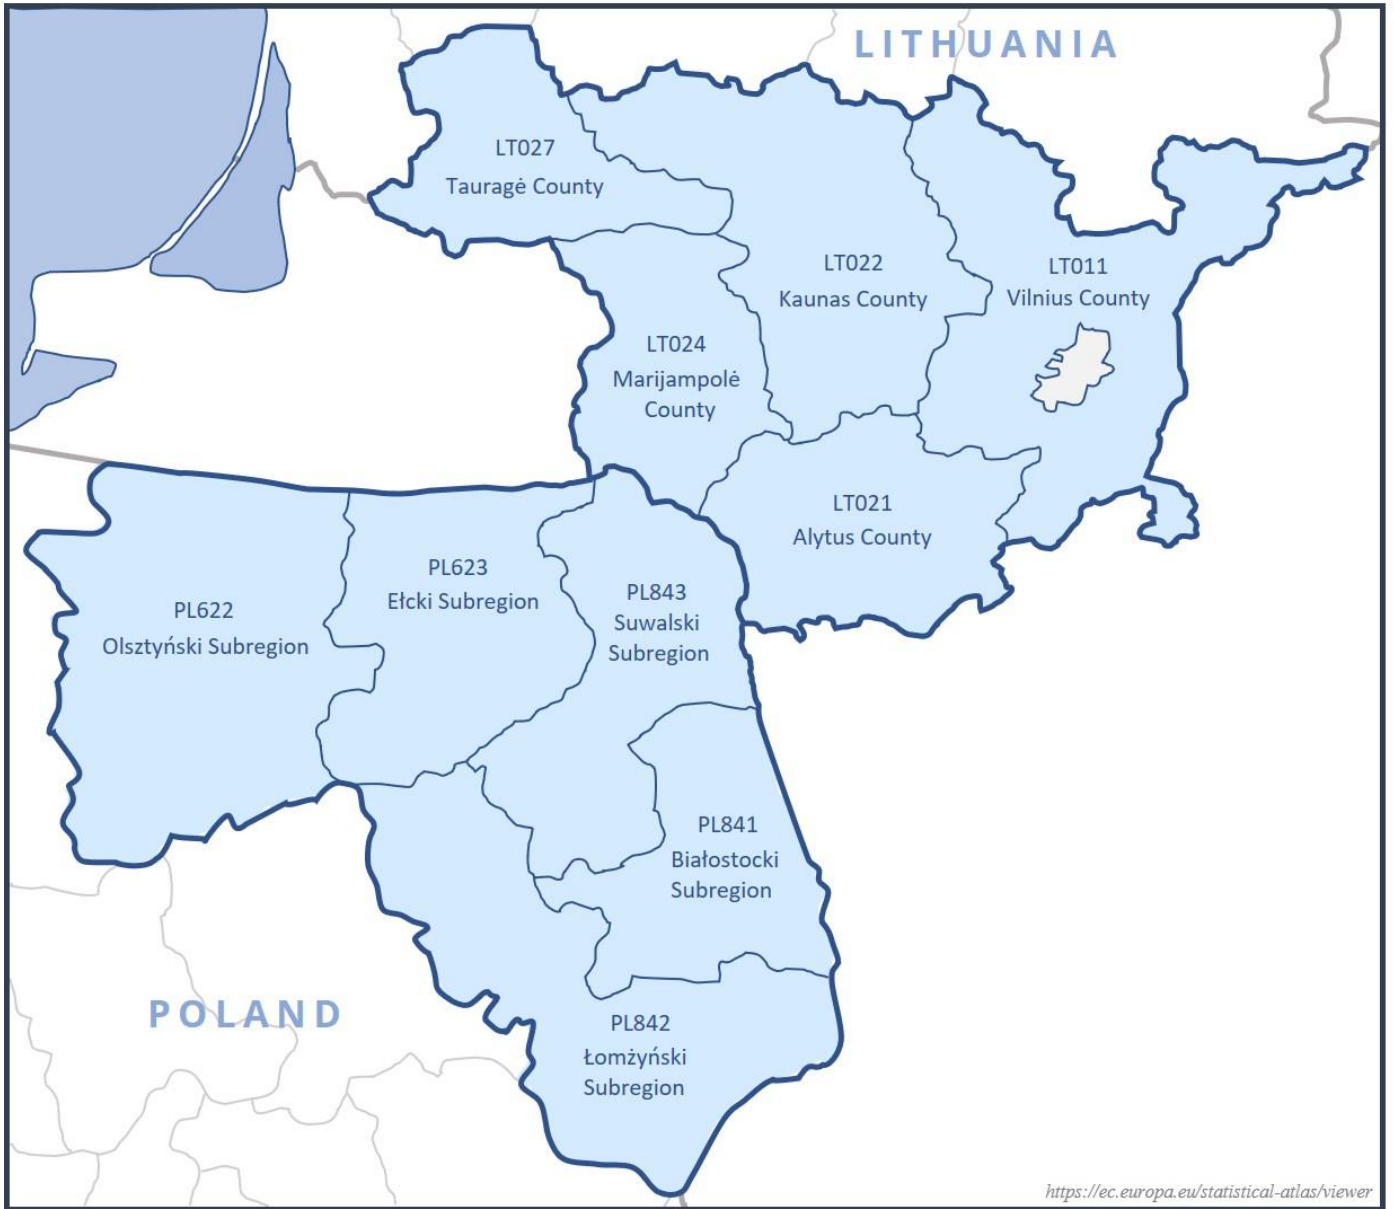 LITHUANIA
LT027
Tauragė County
LT022
Kaunas County
LT011
Vilnius County
LT024
Marijampolė
County
LT021
Alytus County
PL622
Olsztyński Subregion
PL623
Ełcki Subregion
PL843
Suwalski
Subregion
PL841
Białostocki
Subregion
POLAND
PL842
Łomżyński
Subregion
https://ec.europa.eu/statistical-atlas/viewer